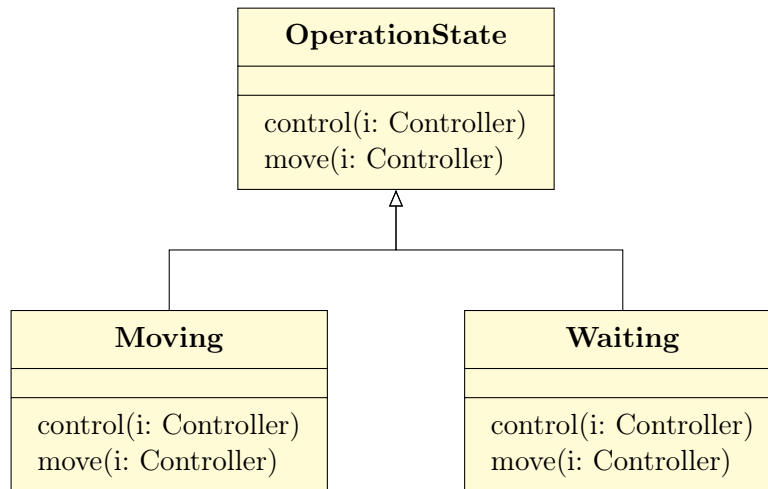 OperationState
control(i: Controller)
move(i: Controller)
Moving
control(i: Controller)
move(i: Controller)
Waiting
control(i: Controller)
move(i: Controller)